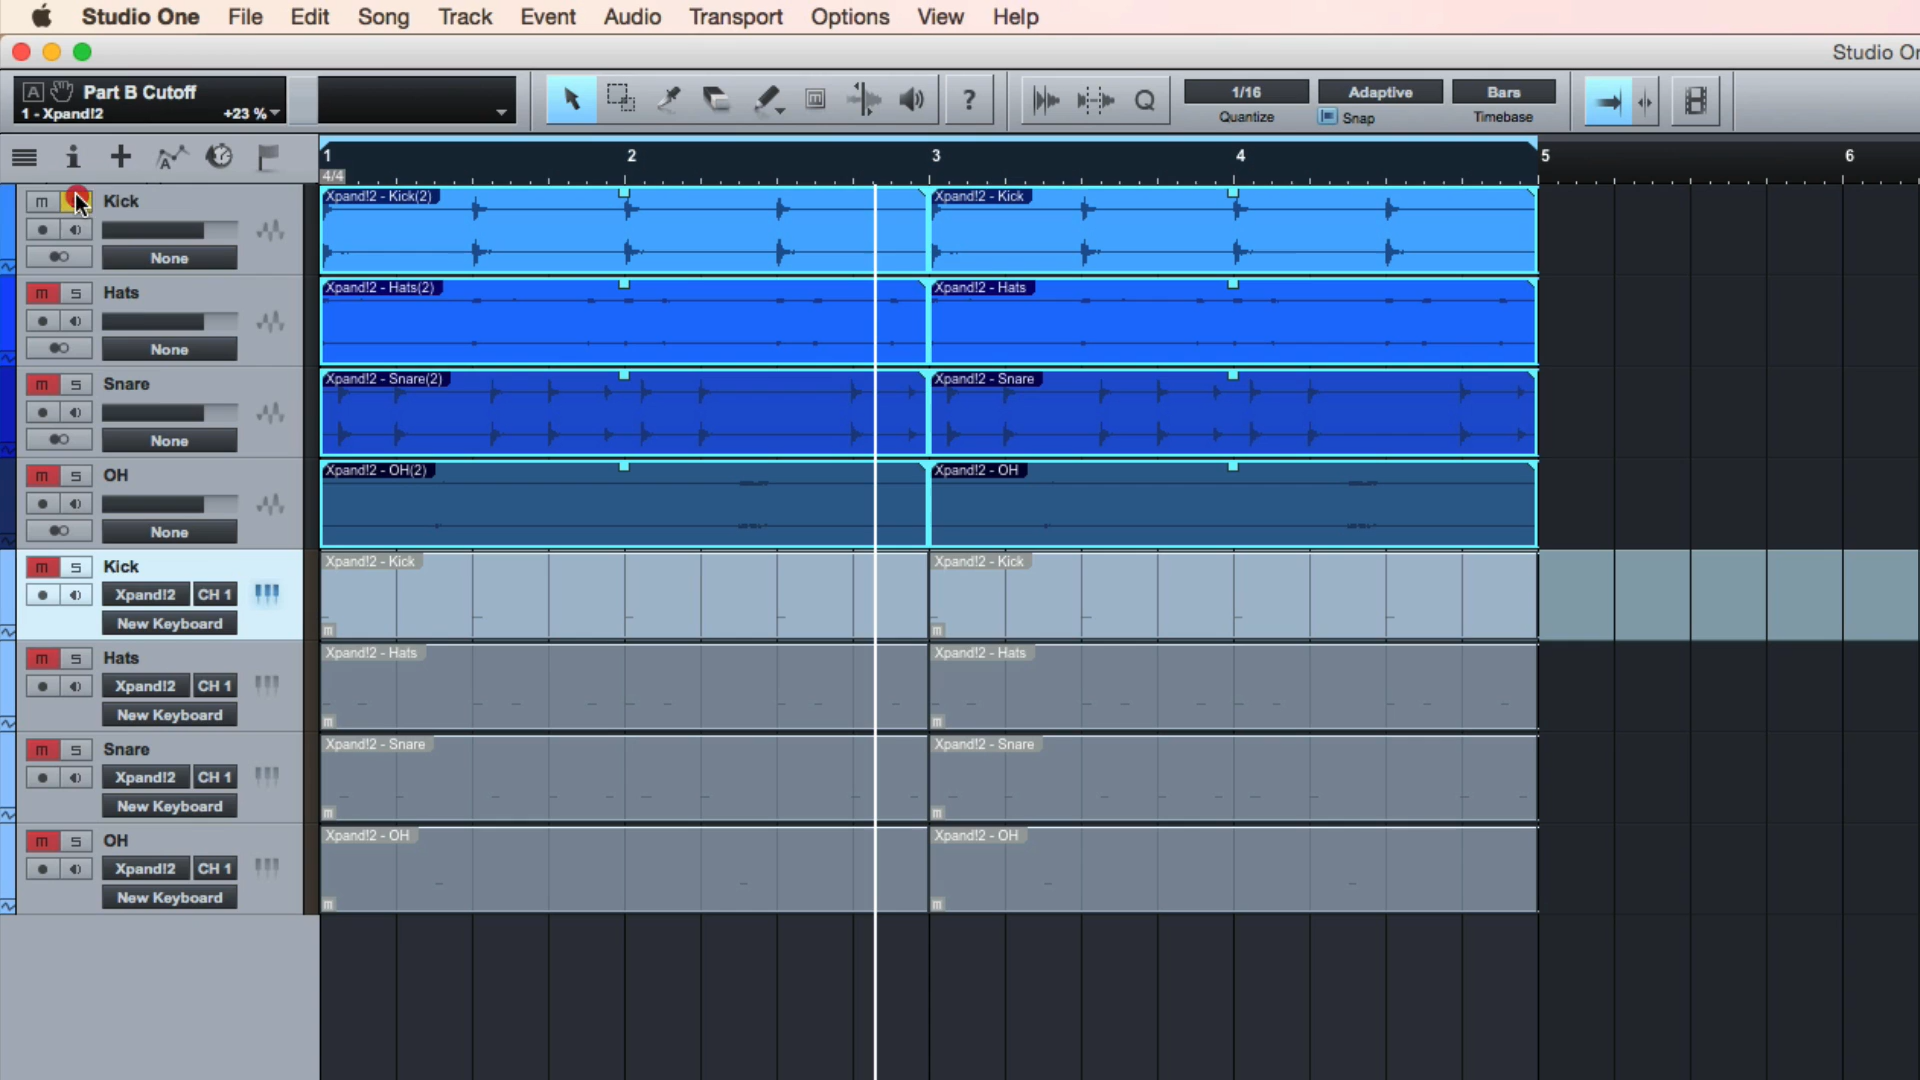 Studio One File Edit Song Track Event Audio Transport Options View Help
Studio On
A Part B Cutoff
1 - Xpand!2 +23 %
? Q 1/16 Adaptive Bars
Quantize Snap Timebase
i + A
1 2 3 4 5 6
4/4
M Kick
None
Xpand!2 - Kick(2) Xpand!2 - Kick
M S Hats
None
Xpand!2 - Hats(2) Xpand!2 - Hats
M S Snare
None
Xpand!2 - Snare(2) Xpand!2 - Snare
M S OH
None
Xpand!2 - OH(2) Xpand!2 - OH
M S Kick
Xpand!2 CH 1
New Keyboard
Xpand!2 - Kick Xpand!2 - Kick
m m
M S Hats
Xpand!2 CH 1
New Keyboard
Xpand!2 - Hats Xpand!2 - Hats
m m
M S Snare
Xpand!2 CH 1
New Keyboard
Xpand!2 - Snare Xpand!2 - Snare
m m
M S OH
Xpand!2 CH 1
New Keyboard
Xpand!2 - OH Xpand!2 - OH
m m